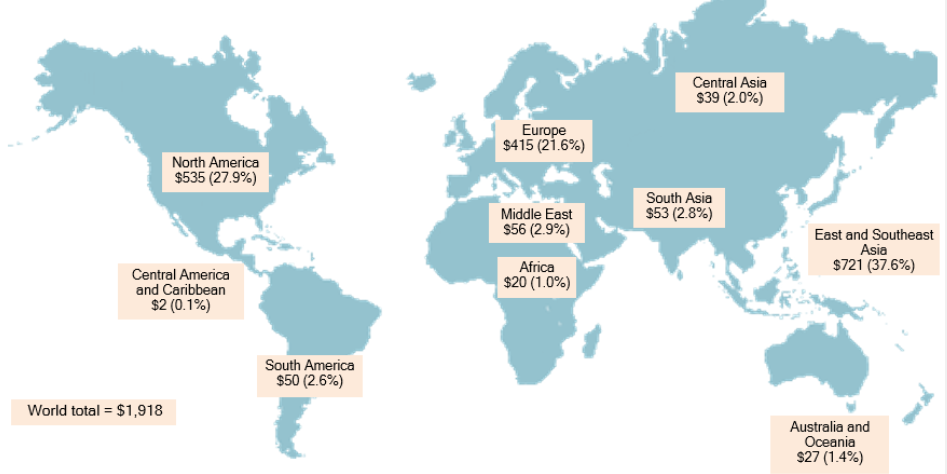 Central Asia
$39 (2.0%)
Europe
$415 (21.6%)
North America
$535 (27.9%)
South Asia
$53 (2.8%)
Middle East
$56 (2.9%)
East and Southeast
Asia
$721 (37.6%)
Africa
$20 (1.0%)
Central America
and Caribbean
$2 (0.1%)
South America
$50 (2.6%)
World total = $1,918
Australia and
Oceania
$27 (1.4%)